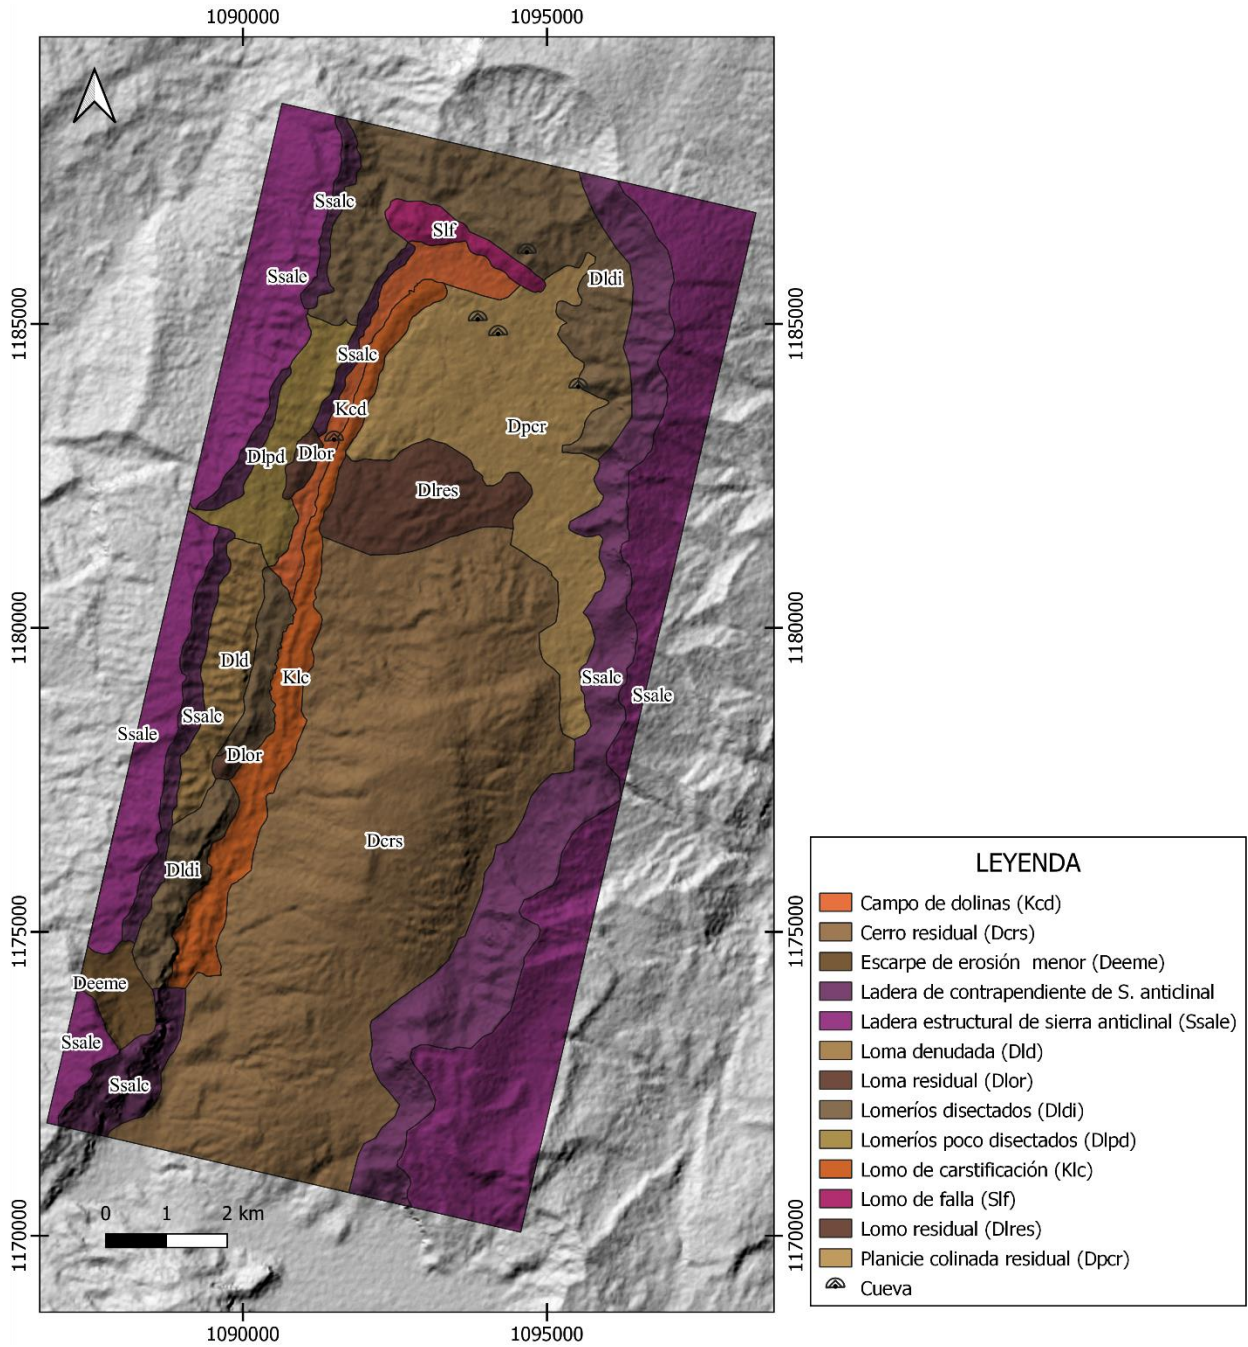 1090000 1095000
Ssalc
Slf
Ssale
Dldi
1185000
1185000
Ssalc
Kcd
Dpcr
Dlpd
Dlor
Dlres
1180000
1180000
Dld
Klc
Ssalc
Ssale
Ssalc
Ssale
Dlor
Dcrs
Dldi
1175000
1175000
Deeme
Ssale
Ssalc
0 1 2 km
1170000
1170000
1090000 1095000
LEYENDA
Campo de dolinas (Kcd)
Cerro residual (Dcrs)
Escarpe de erosión menor (Deeme)
Ladera de contrapendiente de S. anticlinal
Ladera estructural de sierra anticlinal (Ssale)
Loma denudada (Dld)
Loma residual (Dlor)
Lomeríos disectados (Dldi)
Lomeríos poco disectados (Dlpd)
Lomo de carstificación (Klc)
Lomo de falla (Slf)
Lomo residual (Dlres)
Planicie colinada residual (Dpcr)
Cueva